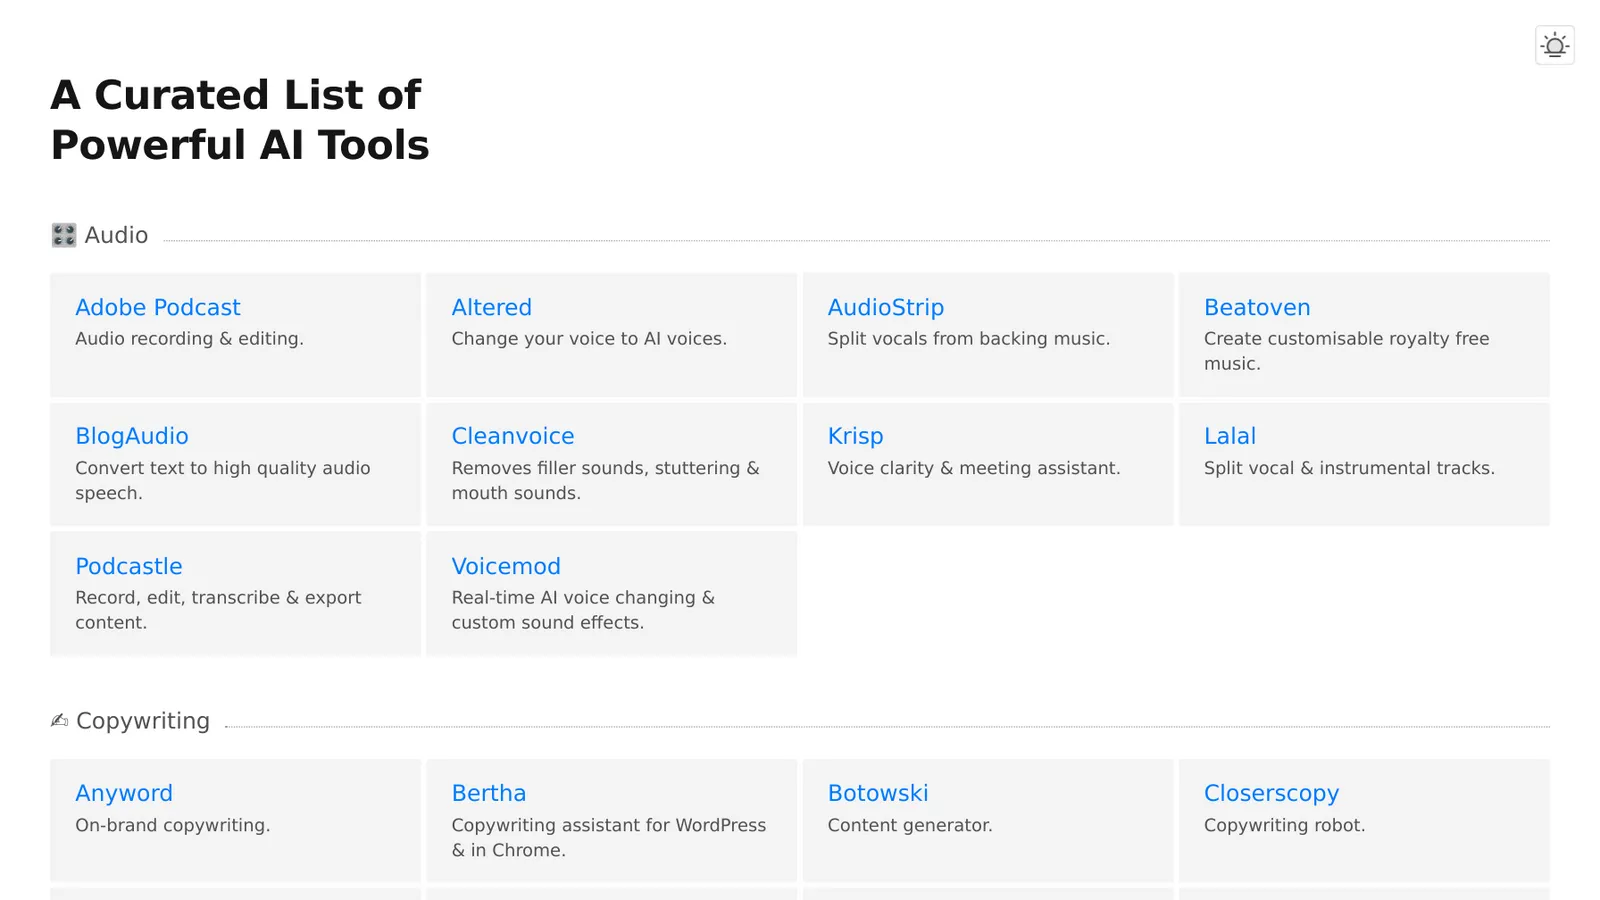 A Curated List of
Powerful AI Tools
🎛️ Audio
Adobe Podcast
Audio recording & editing.
Altered
Change your voice to AI voices.
AudioStrip
Split vocals from backing music.
Beatoven
Create customisable royalty free
music.
BlogAudio
Convert text to high quality audio
speech.
Cleanvoice
Removes filler sounds, stuttering &
mouth sounds.
Krisp
Voice clarity & meeting assistant.
Lalal
Split vocal & instrumental tracks.
Podcastle
Record, edit, transcribe & export
content.
Voicemod
Real-time AI voice changing &
custom sound effects.
✍ Copywriting
Anyword
On-brand copywriting.
Bertha
Copywriting assistant for WordPress
& in Chrome.
Botowski
Content generator.
Closerscopy
Copywriting robot.